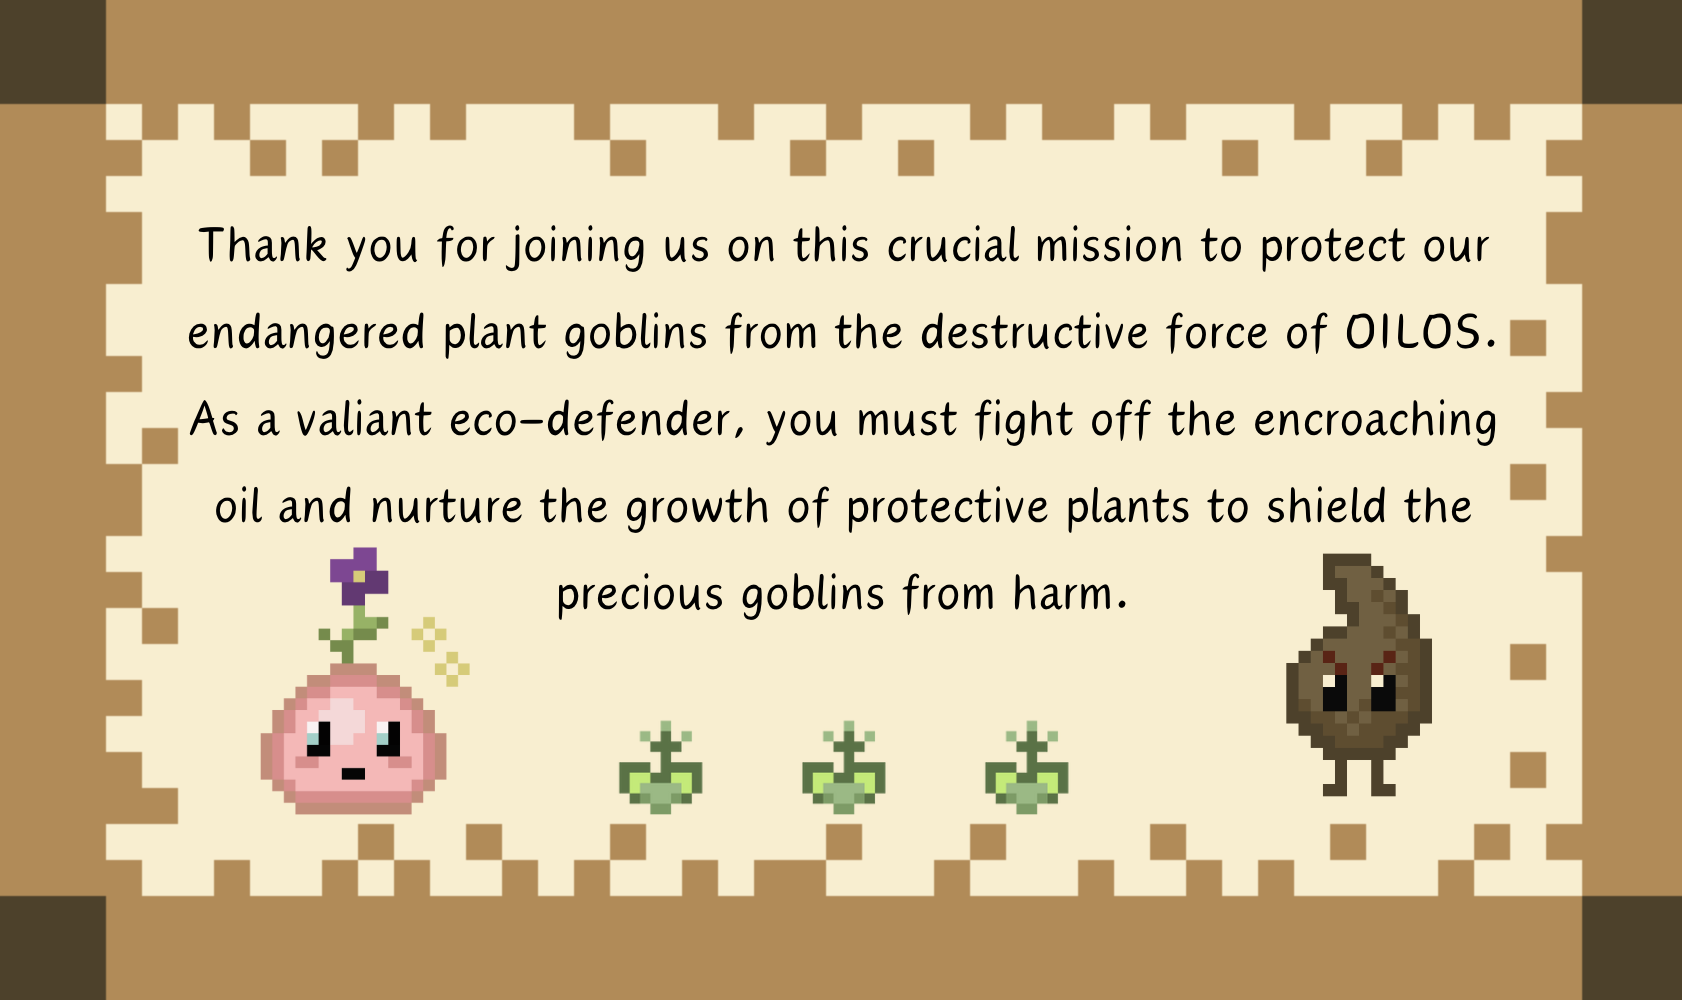 Thank you for joining us on this crucial mission to protect our
endangered plant goblins from the destructive force of OILOS.
As a valiant eco-defender, you must fight off the encroaching
oil and nurture the growth of protective plants to shield the
precious goblins from harm.